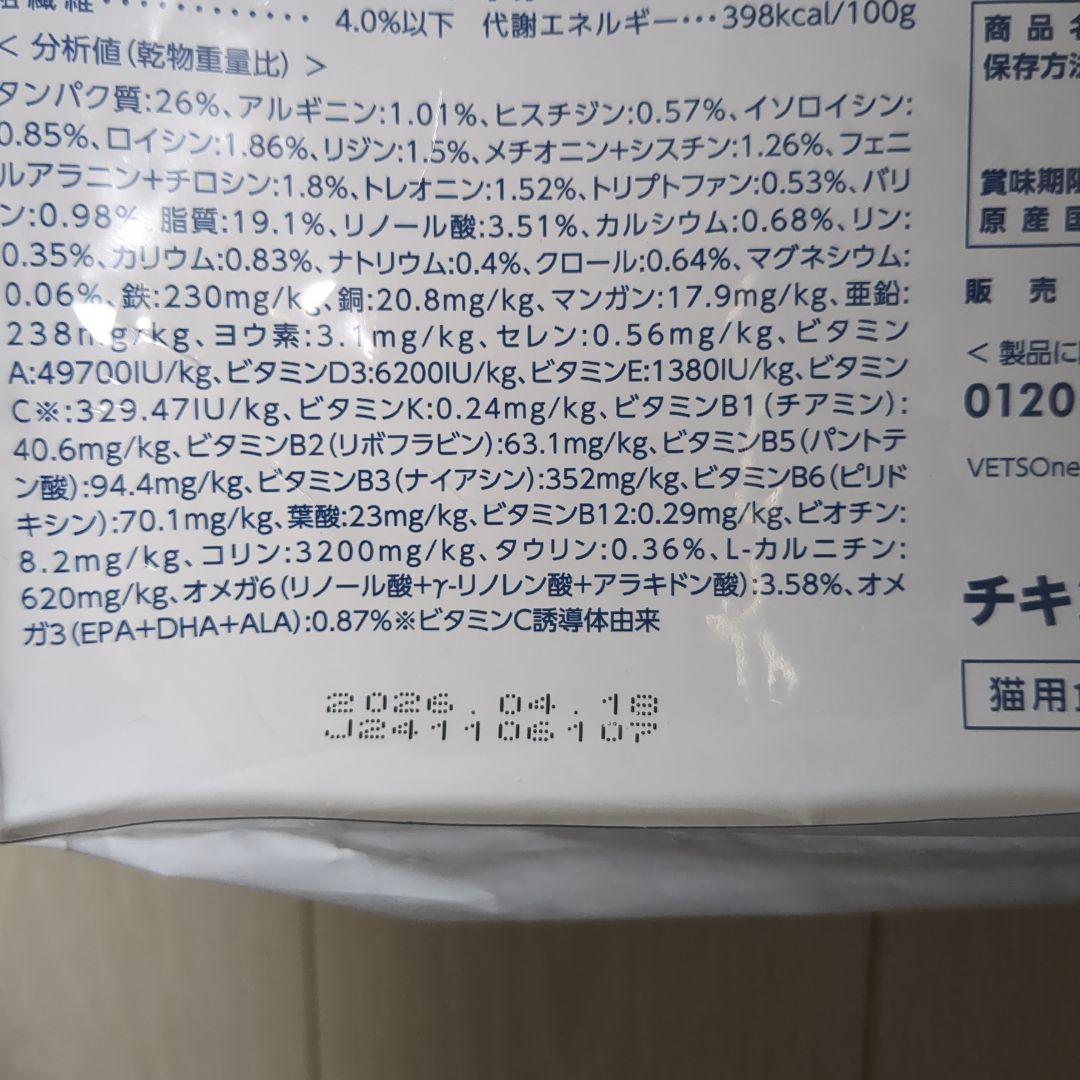 繊維・・・・・・・・・・・・ 4.0%以下 代謝エネルギー・・・398kcal/100g
＜ 分析値（乾物重量比） ＞
タンパク質:26%、アルギニン:1.01%、ヒスチジン:0.57%、イソロイシン:
0.85%、ロイシン:1.86%、リジン:1.5%、メチオニン+シスチン:1.26%、フェニ
ルアラニン+チロシン:1.8%、トレオニン:1.52%、トリプトファン:0.53%、バリ
ン:0.98%、脂質:19.1%、リノール酸:3.51%、カルシウム:0.68%、リン:
0.35%、カリウム:0.83%、ナトリウム:0.4%、クロール:0.64%、マグネシウム:
0.06%、鉄:230mg/kg、銅:20.8mg/kg、マンガン:17.9mg/kg、亜鉛:
238mg/kg、ヨウ素:3.1mg/kg、セレン:0.56mg/kg、ビタミン
A:49700IU/kg、ビタミンD3:6200IU/kg、ビタミンE:1380IU/kg、ビタミン
C※:329.47IU/kg、ビタミンK:0.24mg/kg、ビタミンB1（チアミン）:
40.6mg/kg、ビタミンB2（リボフラビン）:63.1mg/kg、ビタミンB5（パントテ
ン酸）:94.4mg/kg、ビタミンB3（ナイアシン）:352mg/kg、ビタミンB6（ピリド
キシン）:70.1mg/kg、葉酸:23mg/kg、ビタミンB12:0.29mg/kg、ビオチン:
8.2mg/kg、コリン:3200mg/kg、タウリン:0.36%、L-カルニチン:
620mg/kg、オメガ6（リノール酸+γ-リノレン酸+アラキドン酸）:3.58%、オメ
ガ3（EPA+DHA+ALA）:0.87%※ビタミンC誘導体由来
2026.04.18
J24110610P
商品
保存方法
賞味期限
原産国
販売
＜ 製品に
0120
VETSOne
チキ
猫用